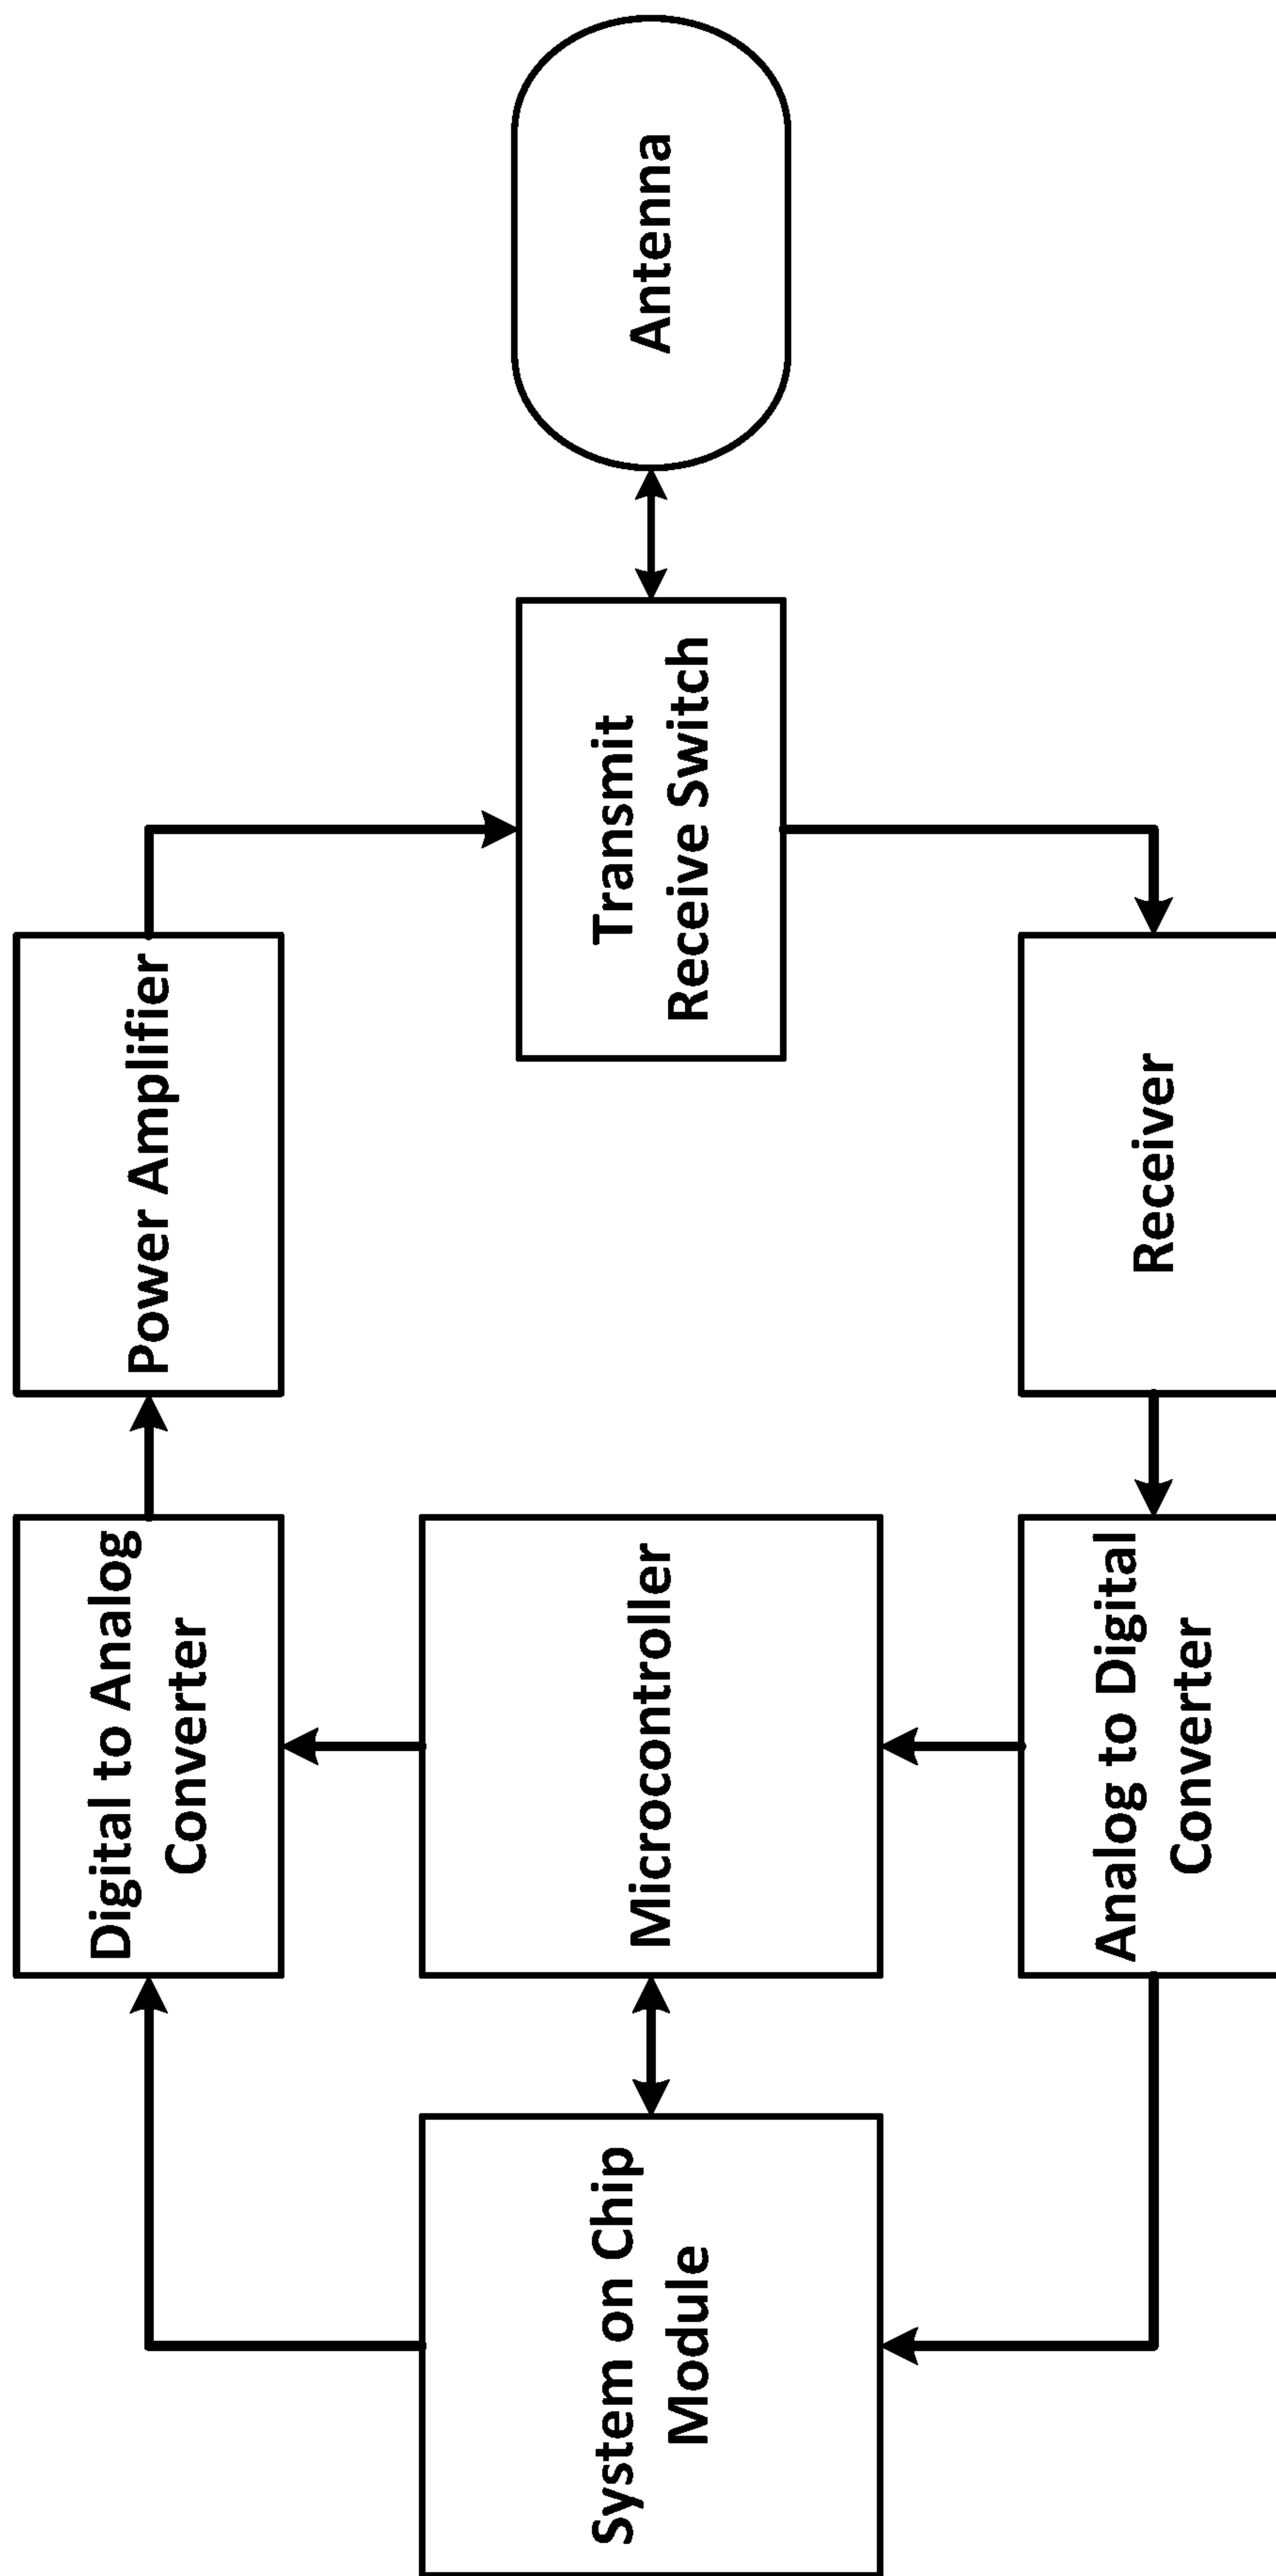 Digital to Analog
Converter
Power Amplifier
System on Chip
Module
Microcontroller
Transmit
Receive Switch
Antenna
Analog to Digital
Converter
Receiver